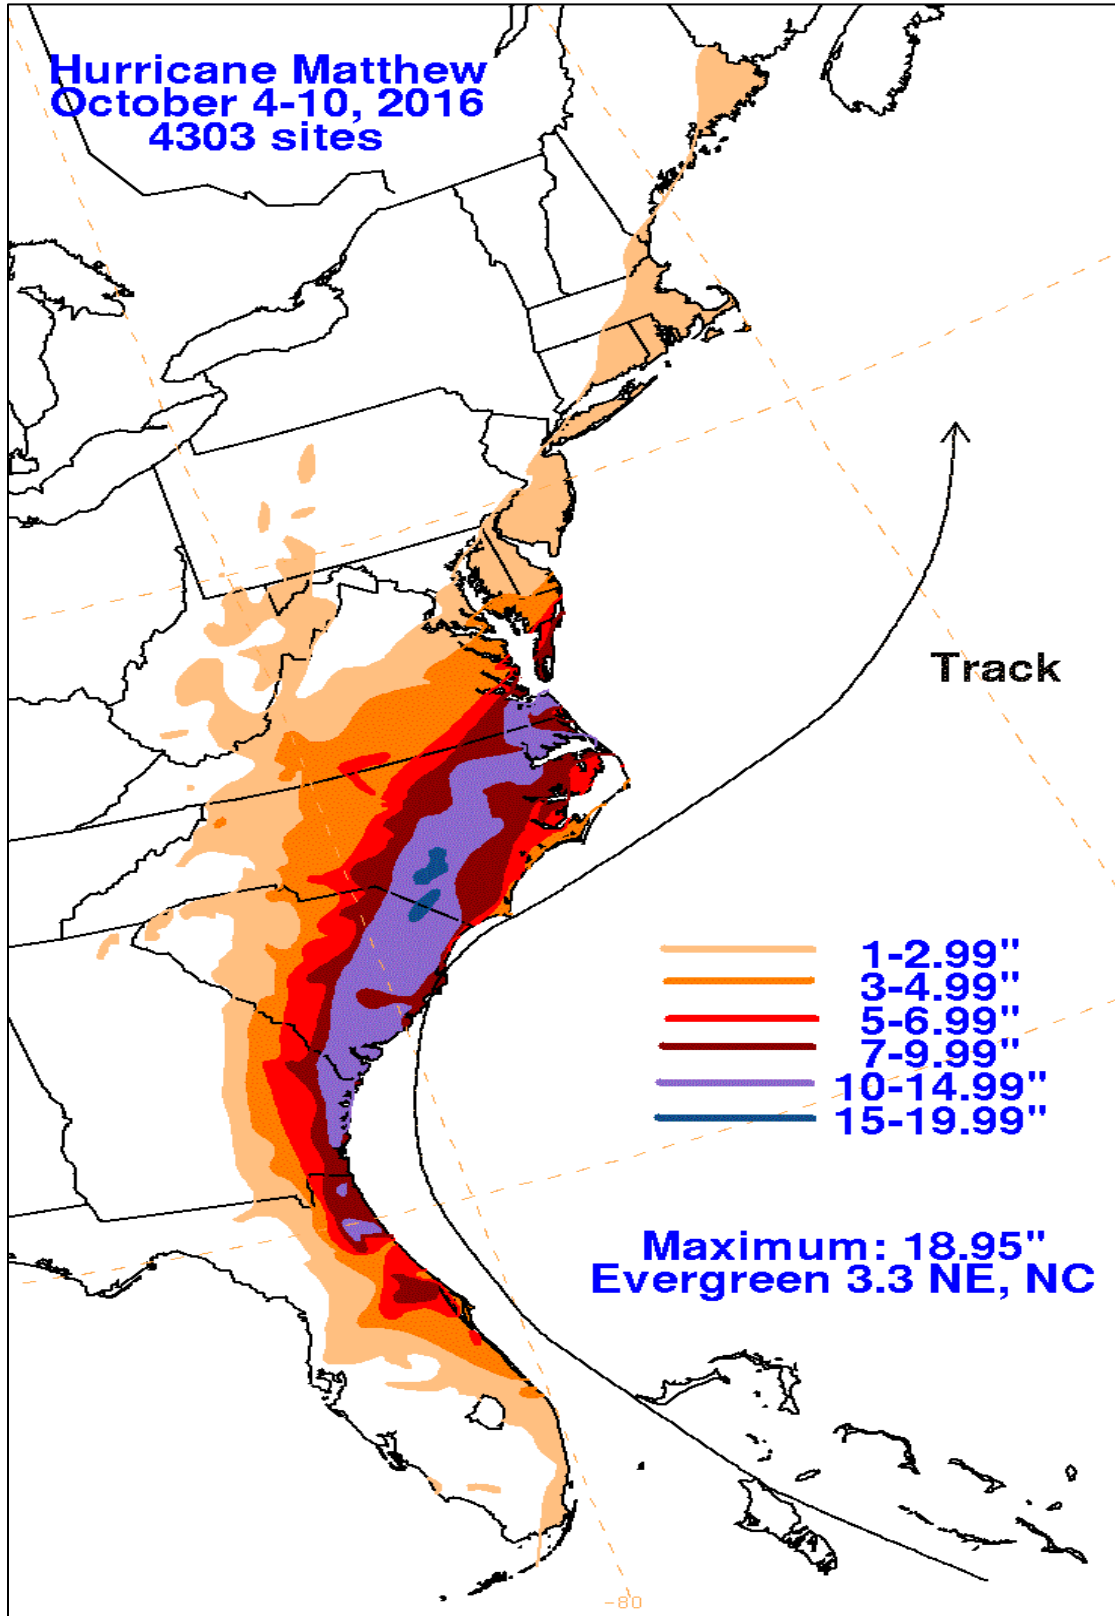 Hurricane Matthew
October 4-10, 2016
4303 sites
Track
1-2.99"
3-4.99"
5-6.99"
7-9.99"
10-14.99"
15-19.99"
Maximum: 18.95"
Evergreen 3.3 NE, NC
-80